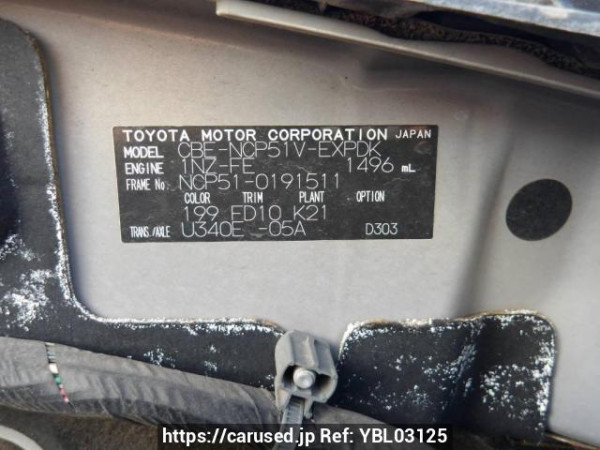 TOYOTA MOTOR CORPORATION JAPAN
MODEL CBE-NCP51V-EXPDK
ENGINE 1NZ-FE 1496 mL
FRAME No. NCP51-0191511
COLOR TRIM PLANT OPTION
199 FD10 K21
TRANS./AXLE U340E -05A D303
https://carused.jp Ref: YBL03125